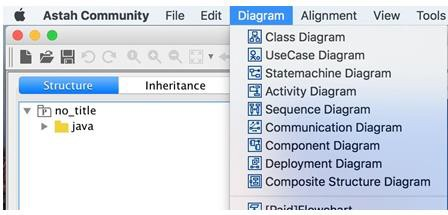 Astah Community File Edit Diagram Alignment View Tools
Class Diagram
UseCase Diagram
Statemachine Diagram
Activity Diagram
Sequence Diagram
Communication Diagram
Component Diagram
Deployment Diagram
Composite Structure Diagram
[Paid]Flowchart
Structure Inheritance
no_title
java